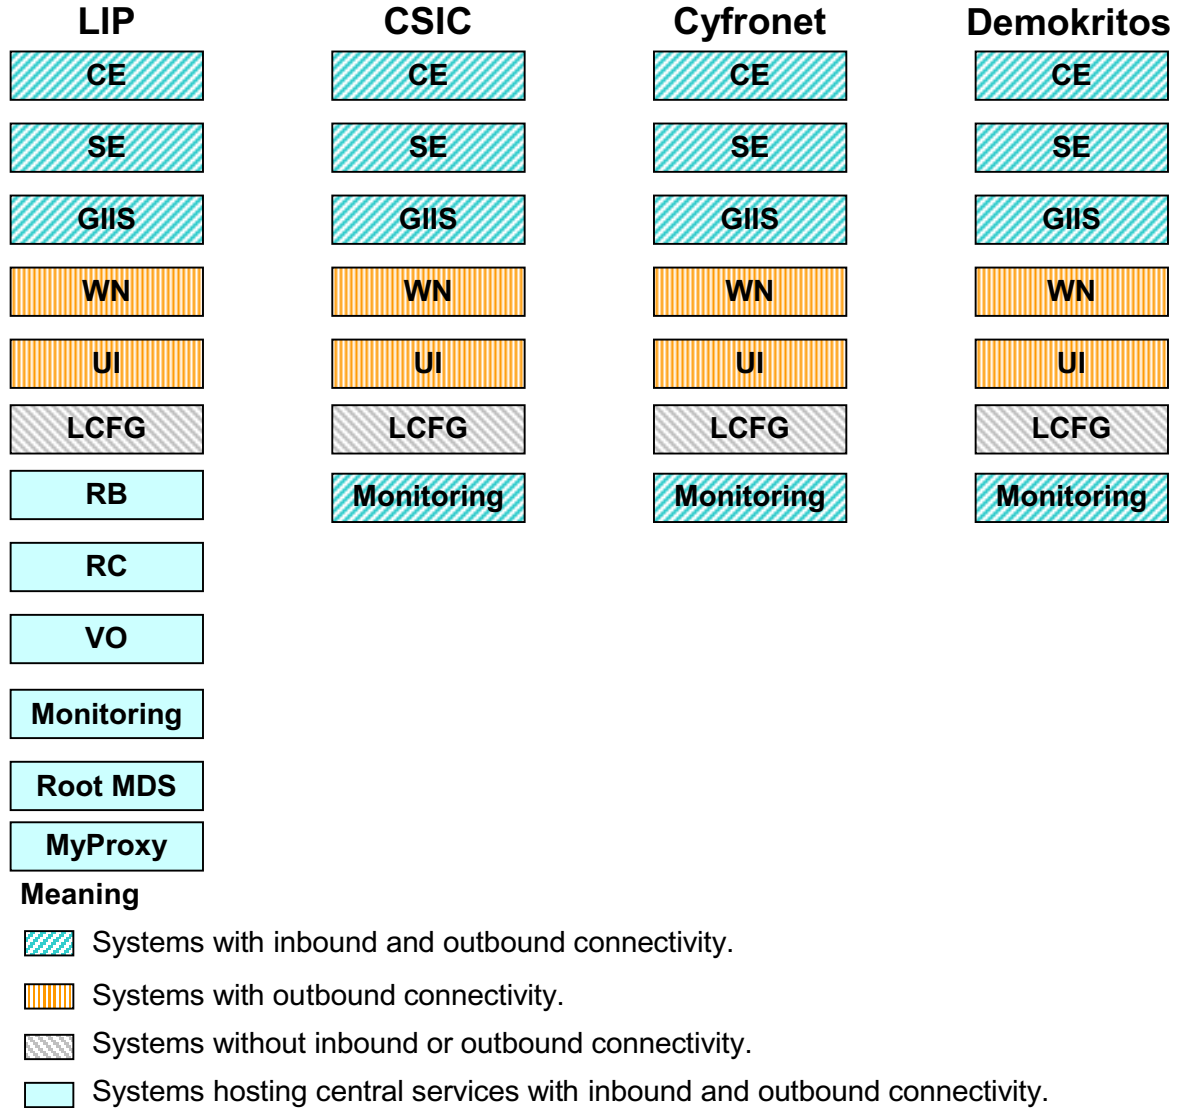 LIP CSIC Cyfronet Demokritos
CE CE CE CE
SE SE SE SE
GIIS GIIS GIIS GIIS
WN WN WN WN
UI UI UI UI
LCFG LCFG LCFG LCFG
RB Monitoring Monitoring Monitoring
RC
VO
Monitoring
Root MDS
MyProxy
Meaning
Systems with inbound and outbound connectivity.
Systems with outbound connectivity.
Systems without inbound or outbound connectivity.
Systems hosting central services with inbound and outbound connectivity.